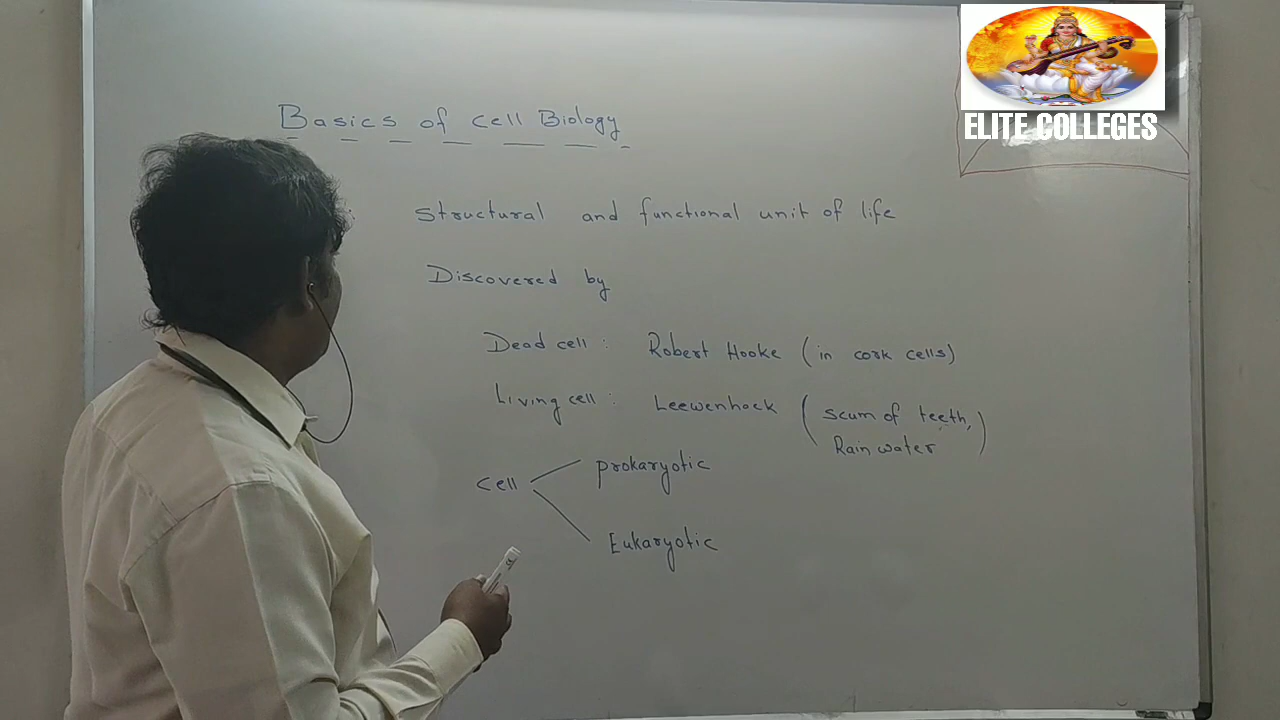 ELITE COLLEGES
Basics of cell Biology
: Structural and functional unit of life
Discovered by
Dead cell : Robert Hooke (in cork cells)
Living cell : Leewenhock (scum of teeth,
Rain water)
cell
prokaryotic
Eukaryotic